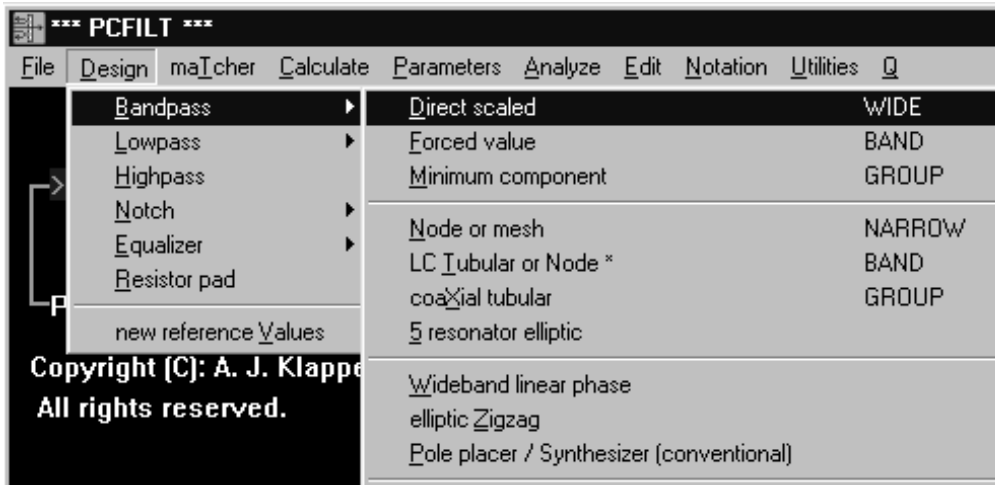 *** PCFILT ***
File Design maTcher Calculate Parameters Analyze Edit Notation Utilities Q
Bandpass
Lowpass
Highpass
Notch
Equalizer
Resistor pad
new reference Values
Direct scaled WIDE
Forced value BAND
Minimum component GROUP
Node or mesh NARROW
LC Tubular or Node * BAND
coaXial tubular GROUP
5 resonator elliptic
Wideband linear phase
elliptic Zigzag
Pole placer / Synthesizer (conventional)
>
P
Copyright (C): A. J. Klappe
All rights reserved.